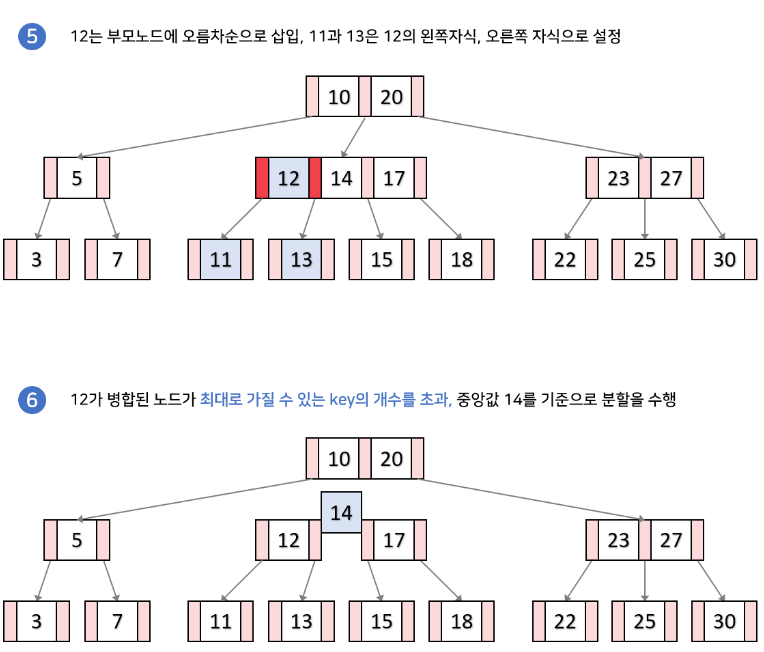 5 12는 부모노드에 오름차순으로 삽입, 11과 13은 12의 왼쪽자식, 오른쪽 자식으로 설정
10 20
5 12 14 17 23 27
3 7 11 13 15 18 22 25 30
6 12가 병합된 노드가 최대로 가질 수 있는 key의 개수를 초과, 중앙값 14를 기준으로 분할을 수행
10 20
14
5 12 17 23 27
3 7 11 13 15 18 22 25 30